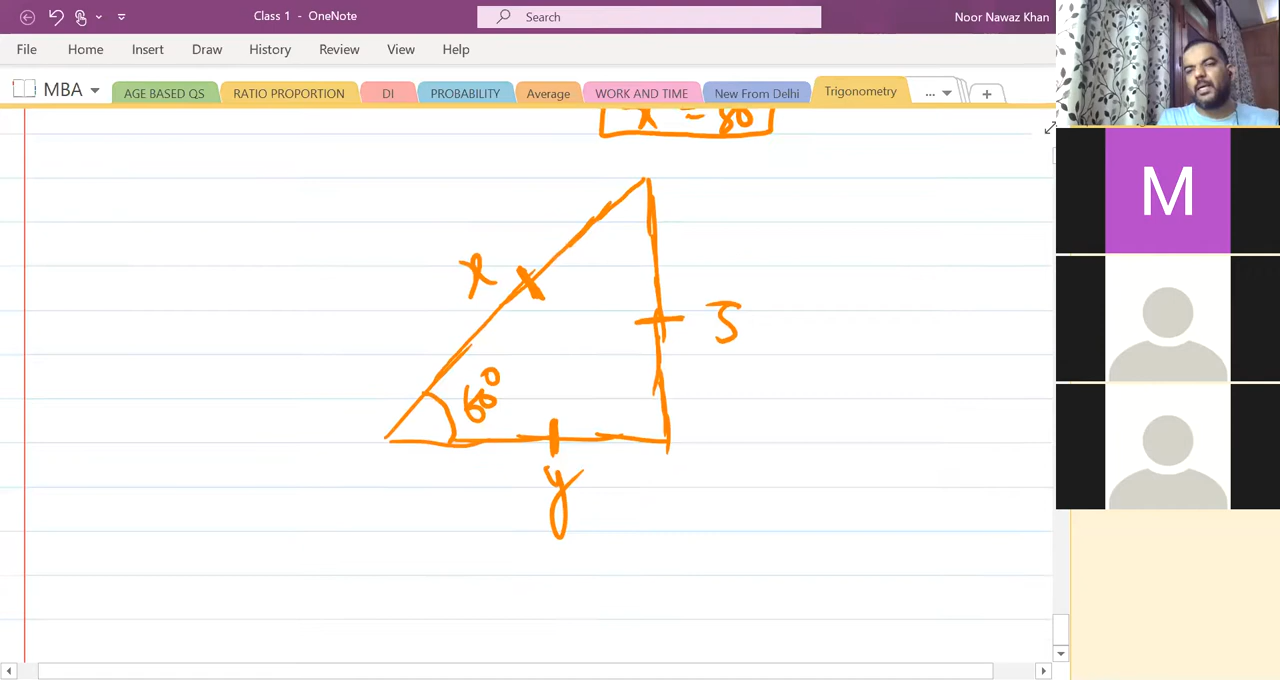 Class 1 - OneNote
Search
Noor Nawaz Khan
File Home Insert Draw History Review View Help
MBA
AGE BASED QS
RATIO PROPORTION
DI
PROBABILITY
Average
WORK AND TIME
New From Delhi
Trigonometry
...
x = 80
x
60°
y
M